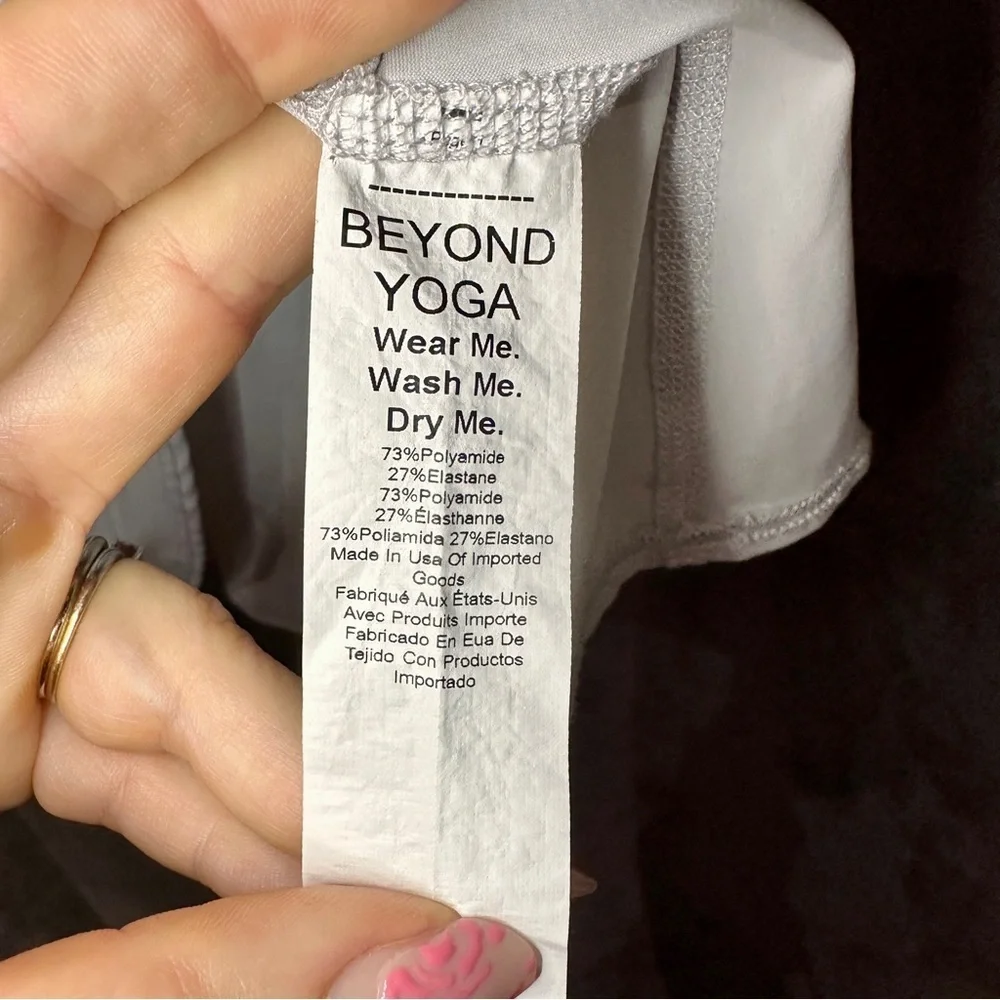 -------------
BEYOND
YOGA
Wear Me.
Wash Me.
Dry Me.
73%Polyamide
27%Elastane
73%Polyamide
27%Élasthanne
73%Poliamida 27%Elastano
Made In Usa Of Imported
Goods
Fabriqué Aux États-Unis
Avec Produits Importe
Fabricado En Eua De
Tejido Con Productos
Importado